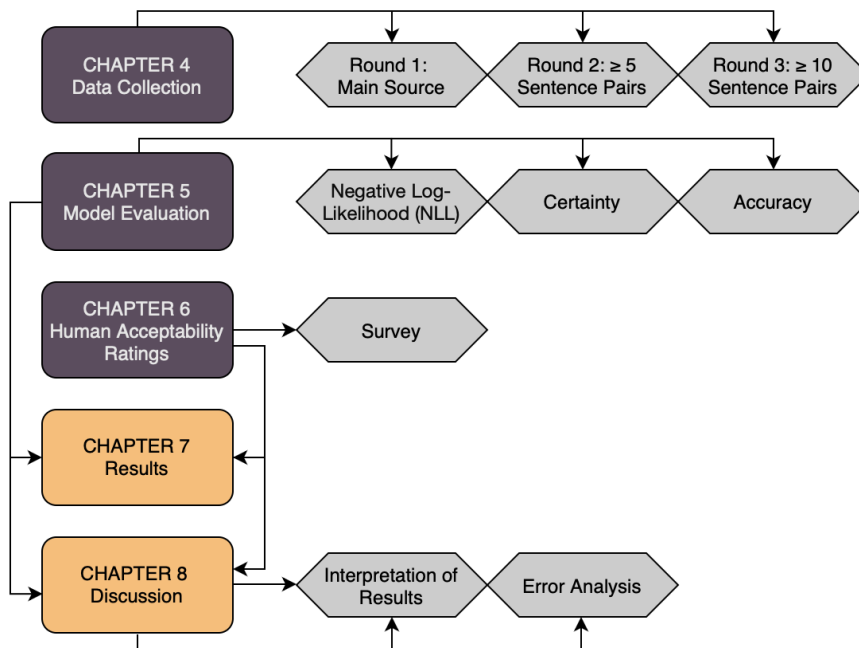 CHAPTER 4
Data Collection
Round 1:
Main Source
Round 2: ≥ 5
Sentence Pairs
Round 3: ≥ 10
Sentence Pairs
CHAPTER 5
Model Evaluation
Negative Log-
Likelihood (NLL)
Certainty
Accuracy
CHAPTER 6
Human Acceptability
Ratings
Survey
CHAPTER 7
Results
CHAPTER 8
Discussion
Interpretation of
Results
Error Analysis